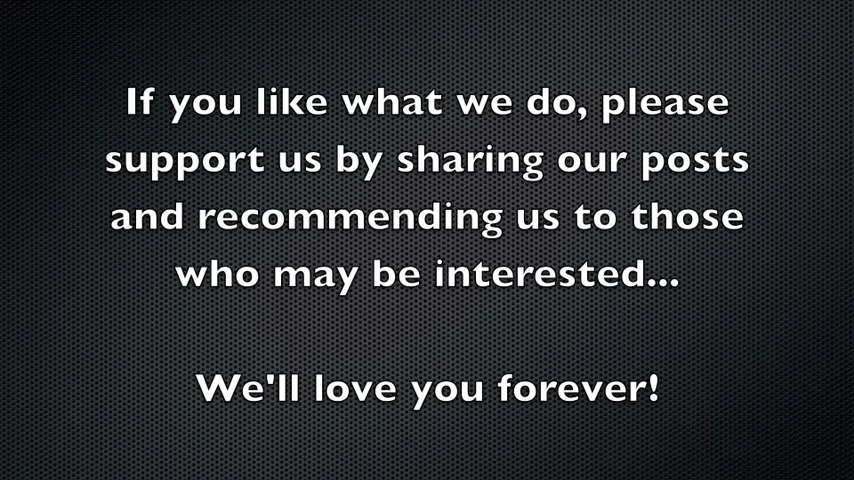 If you like what we do, please
support us by sharing our posts
and recommending us to those
who may be interested...
We'll love you forever!